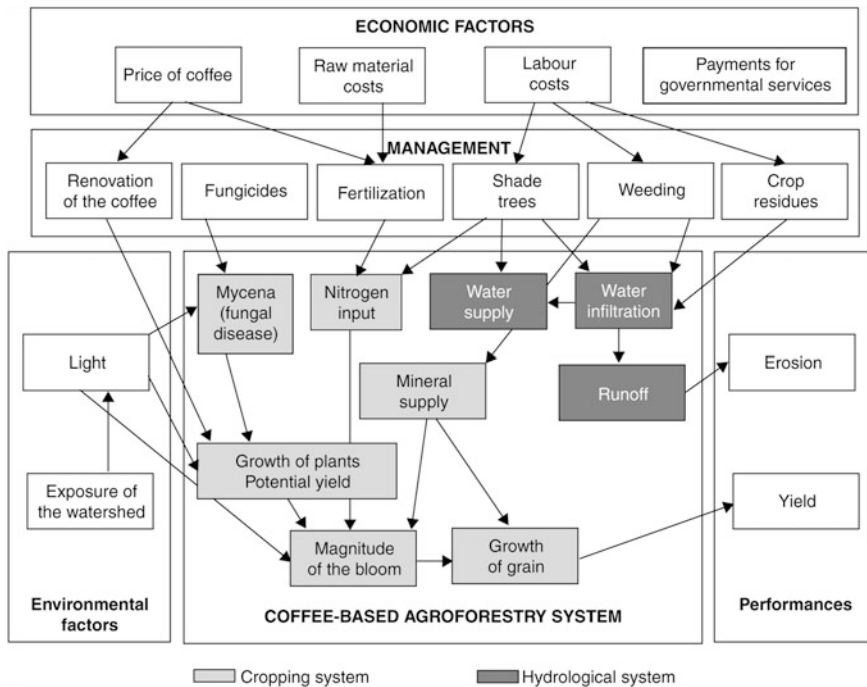 ECONOMIC FACTORS
Price of coffee
Raw material
costs
Labour
costs
Payments for
governmental services
MANAGEMENT
Renovation
of the coffee
Fungicides
Fertilization
Shade
trees
Weeding
Crop
residues
Mycena
(fungal
disease)
Nitrogen
input
Water
supply
Water
infiltration
Light
Mineral
supply
Runoff
Erosion
Exposure of
the watershed
Growth of plants
Potential yield
Yield
Magnitude
of the bloom
Growth
of grain
Environmental
factors
COFFEE-BASED AGROFORESTRY SYSTEM
Performances
Cropping system
Hydrological system